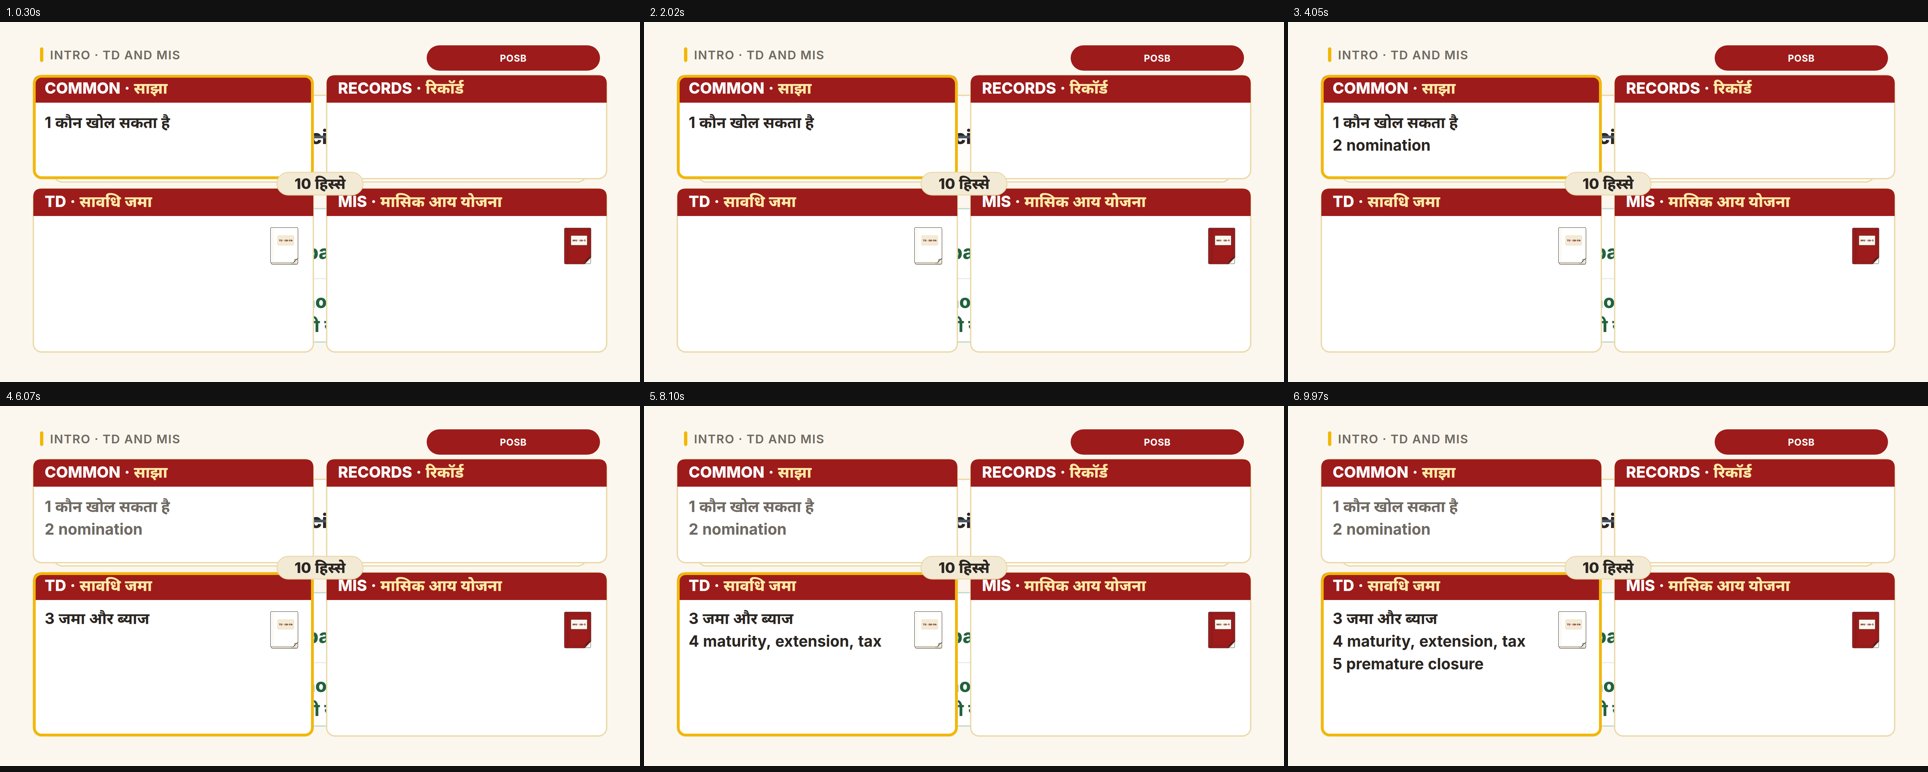 1. 0.30s
INTRO · TD AND MIS
POSB
COMMON · साझा
RECORDS · रिकॉर्ड
1 कौन खोल सकता है
10 हिस्से
TD · सावधि जमा
MIS · मासिक आय योजना
2. 2.02s
INTRO · TD AND MIS
POSB
COMMON · साझा
RECORDS · रिकॉर्ड
1 कौन खोल सकता है
10 हिस्से
TD · सावधि जमा
MIS · मासिक आय योजना
3. 4.05s
INTRO · TD AND MIS
POSB
COMMON · साझा
RECORDS · रिकॉर्ड
1 कौन खोल सकता है
2 nomination
10 हिस्से
TD · सावधि जमा
MIS · मासिक आय योजना
4. 6.07s
INTRO · TD AND MIS
POSB
COMMON · साझा
RECORDS · रिकॉर्ड
1 कौन खोल सकता है
2 nomination
10 हिस्से
TD · सावधि जमा
MIS · मासिक आय योजना
3 जमा और ब्याज
5. 8.10s
INTRO · TD AND MIS
POSB
COMMON · साझा
RECORDS · रिकॉर्ड
1 कौन खोल सकता है
2 nomination
10 हिस्से
TD · सावधि जमा
MIS · मासिक आय योजना
3 जमा और ब्याज
4 maturity, extension, tax
6. 9.97s
INTRO · TD AND MIS
POSB
COMMON · साझा
RECORDS · रिकॉर्ड
1 कौन खोल सकता है
2 nomination
10 हिस्से
TD · सावधि जमा
MIS · मासिक आय योजना
3 जमा और ब्याज
4 maturity, extension, tax
5 premature closure